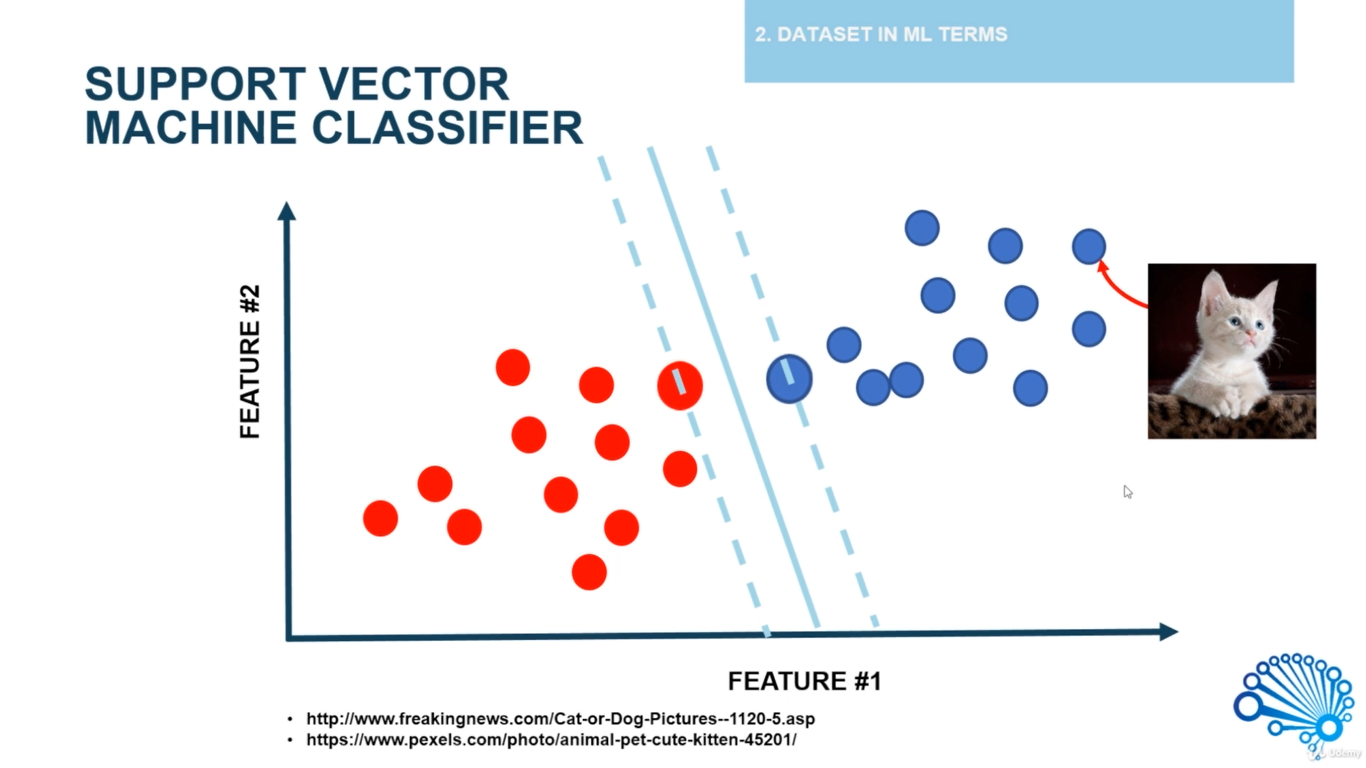 2. DATASET IN ML TERMS
SUPPORT VECTOR
MACHINE CLASSIFIER
FEATURE #2
FEATURE #1
• http://www.freakingnews.com/Cat-or-Dog-Pictures--1120-5.asp
• https://www.pexels.com/photo/animal-pet-cute-kitten-45201/
Udemy